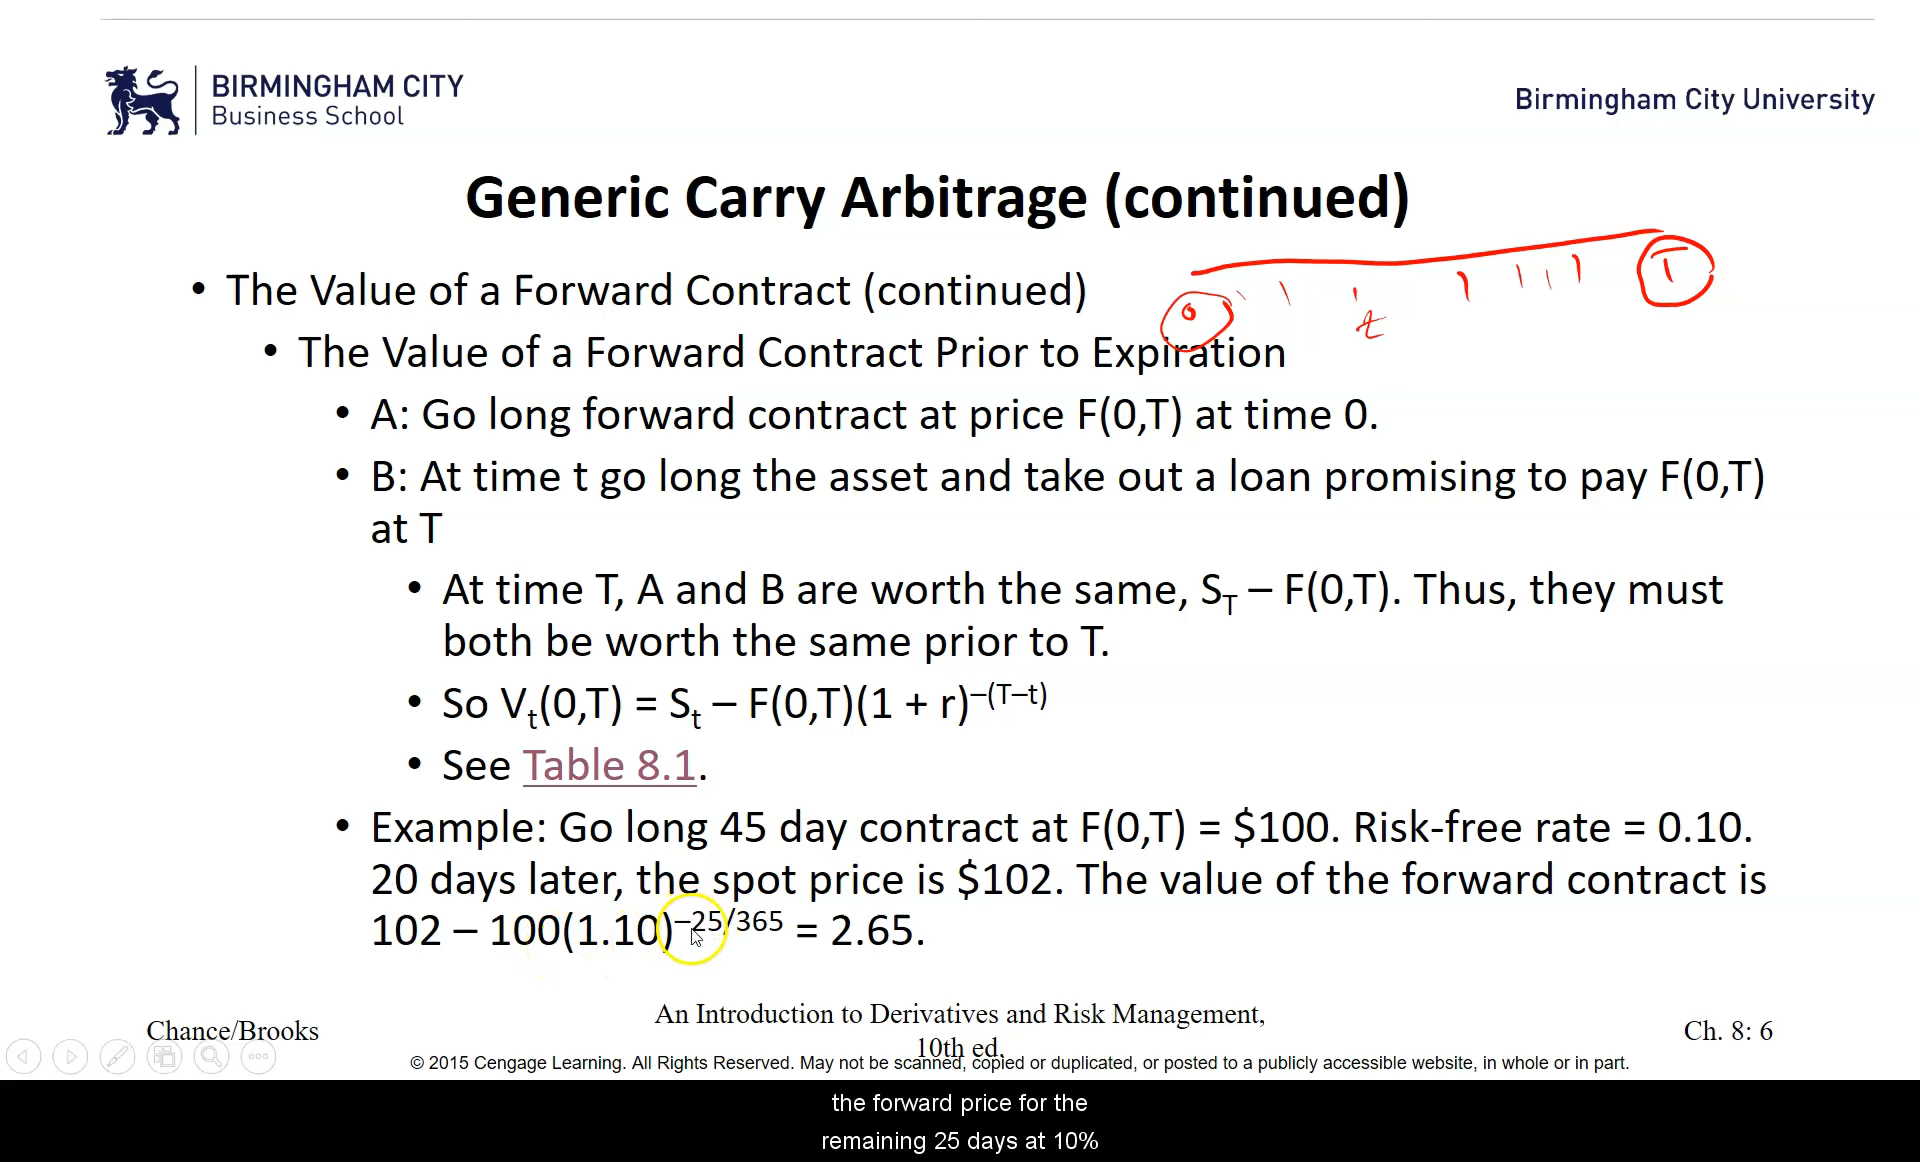 BIRMINGHAM CITY
Business School
Birmingham City University
Generic Carry Arbitrage (continued)
• The Value of a Forward Contract (continued)
0 t T
• The Value of a Forward Contract Prior to Expiration
• A: Go long forward contract at price F(0,T) at time 0.
• B: At time t go long the asset and take out a loan promising to pay F(0,T)
at T
• At time T, A and B are worth the same, S_T – F(0,T). Thus, they must
both be worth the same prior to T.
• So V_t(0,T) = S_t – F(0,T)(1 + r)^–(T–t)
• See Table 8.1.
• Example: Go long 45 day contract at F(0,T) = $100. Risk-free rate = 0.10.
20 days later, the spot price is $102. The value of the forward contract is
102 – 100(1.10)^–25/365 = 2.65.
Chance/Brooks
An Introduction to Derivatives and Risk Management,
10th ed.
Ch. 8: 6
© 2015 Cengage Learning. All Rights Reserved. May not be scanned, copied or duplicated, or posted to a publicly accessible website, in whole or in part.
the forward price for the
remaining 25 days at 10%